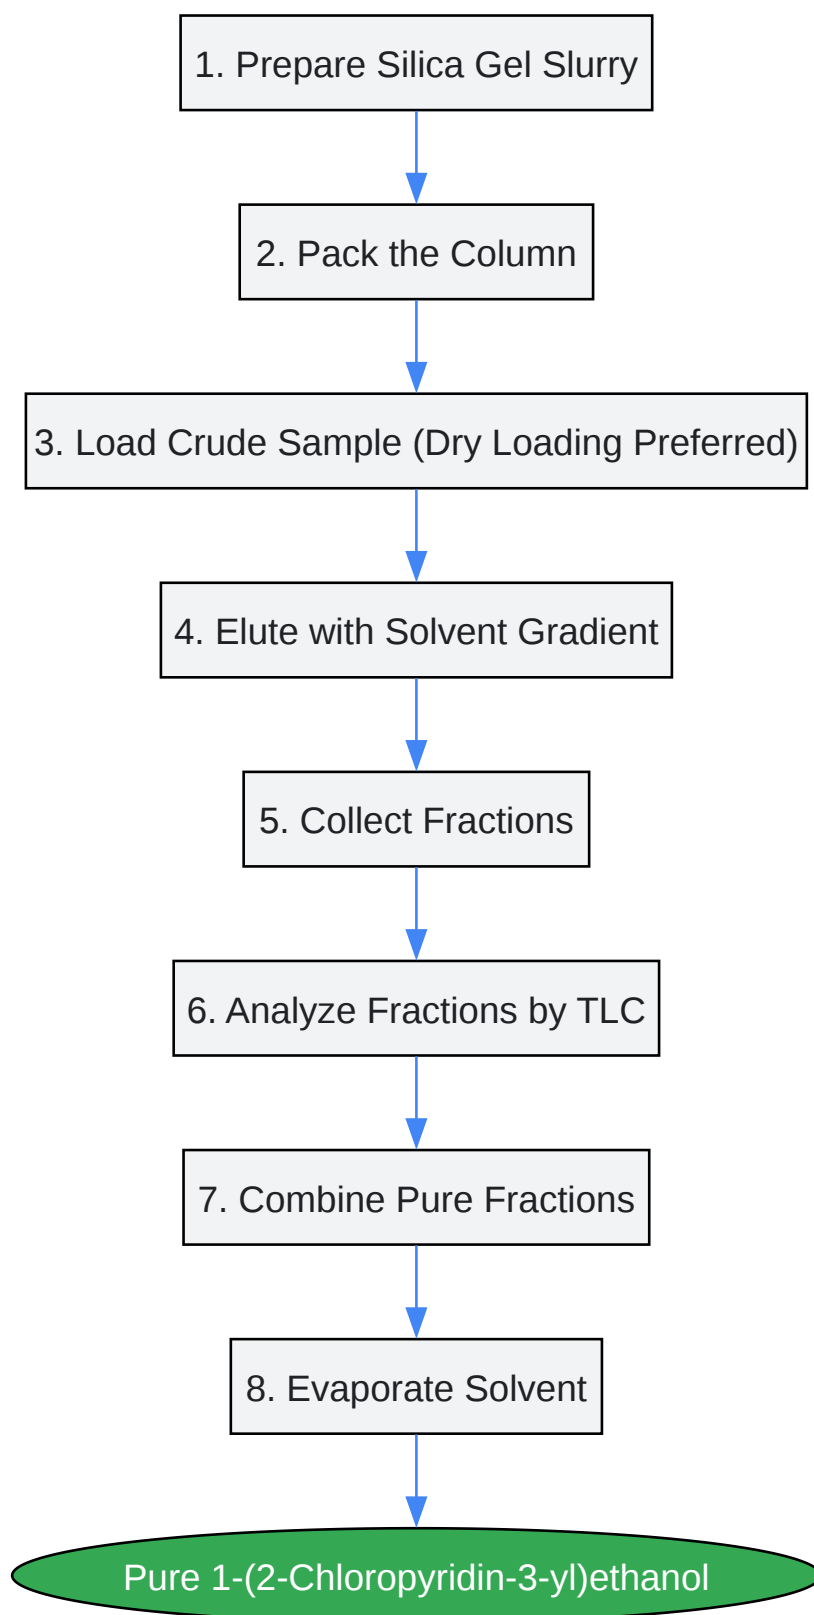 1. Prepare Silica Gel Slurry
2. Pack the Column
3. Load Crude Sample (Dry Loading Preferred)
4. Elute with Solvent Gradient
5. Collect Fractions
6. Analyze Fractions by TLC
7. Combine Pure Fractions
8. Evaporate Solvent
Pure 1-(2-Chloropyridin-3-yl)ethanol